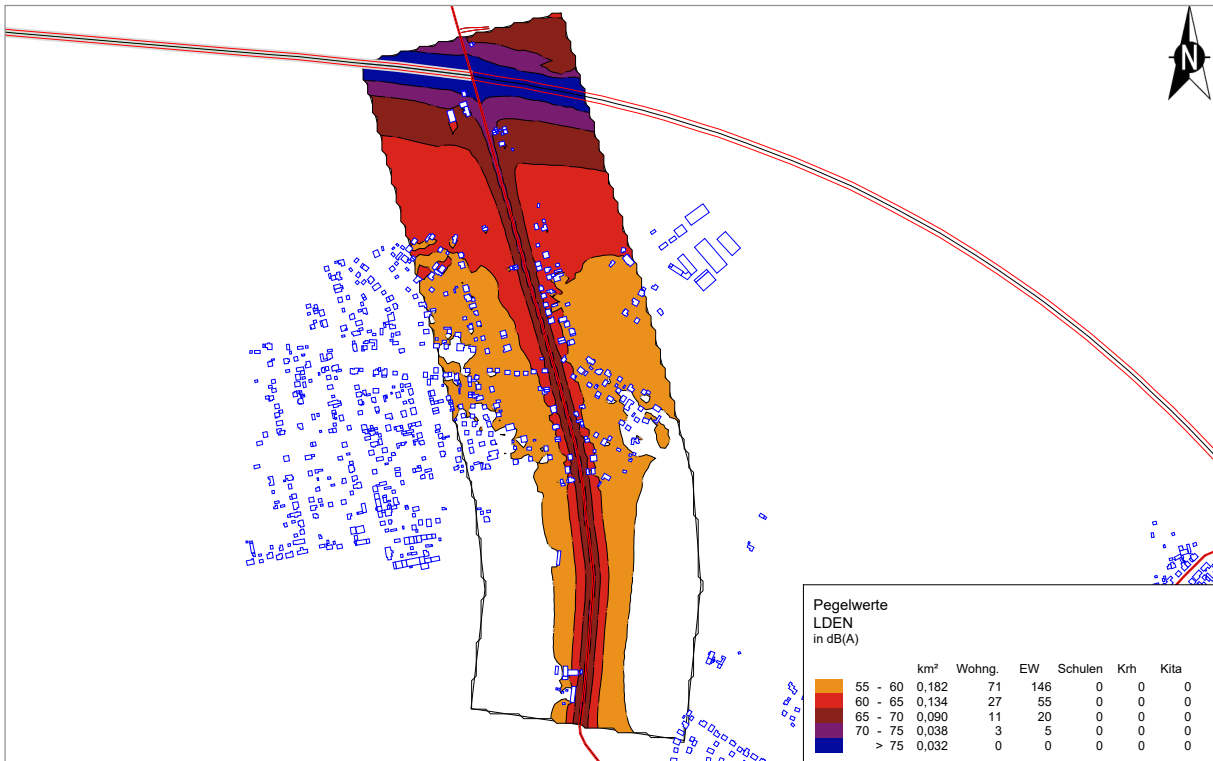 N
Pegelwerte
LDEN
in dB(A)
km² Wohng. EW Schulen Krh Kita
55 - 60 0,182 71 146 0 0 0
60 - 65 0,134 27 55 0 0 0
65 - 70 0,090 11 20 0 0 0
70 - 75 0,038 3 5 0 0 0
> 75 0,032 0 0 0 0 0